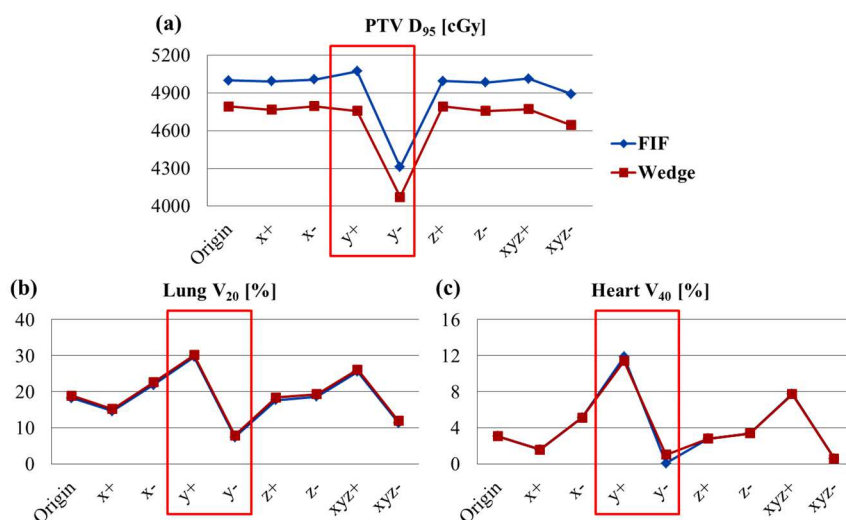 (a) PTV D₉₅ [cGy]
5200
4900
4600
4300
4000
Origin x+ x- y+ y- z+ z- xyz+ xyz-
FIF
Wedge
(b) Lung V₂₀ [%]
40
30
20
10
0
Origin x+ x- y+ y- z+ z- xyz+ xyz-
(c) Heart V₄₀ [%]
16
12
8
4
0
Origin x+ x- y+ y- z+ z- xyz+ xyz-